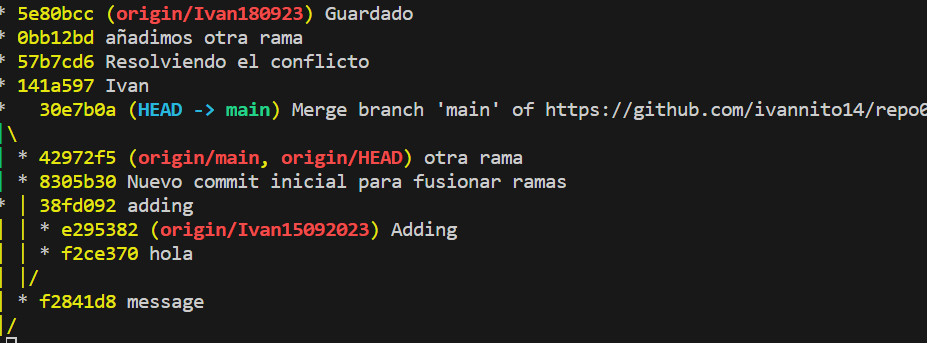 * 5e80bcc (origin/Ivan180923) Guardado
* 0bb12bd añadimos otra rama
* 57b7cd6 Resolviendo el conflicto
* 141a597 Ivan
*   30e7b0a (HEAD -> main) Merge branch 'main' of https://github.com/ivannito14/repo0
|\
| * 42972f5 (origin/main, origin/HEAD) otra rama
| * 8305b30 Nuevo commit inicial para fusionar ramas
* | 38fd092 adding
| | * e295382 (origin/Ivan15092023) Adding
| | * f2ce370 hola
| |/
| * f2841d8 message
|/